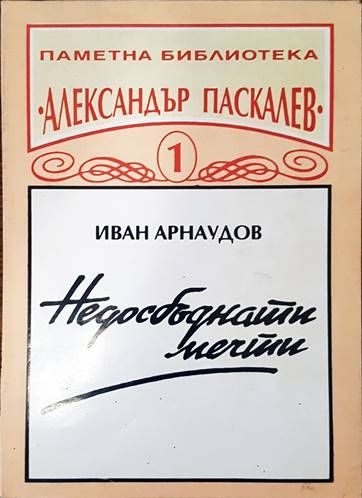 ПАМЕТНА БИБЛИОТЕКА
•АЛЕКСАНДЪР ПАСКАЛЕВ•
1
ИВАН АРНАУДОВ
Недосбъднати
мечти